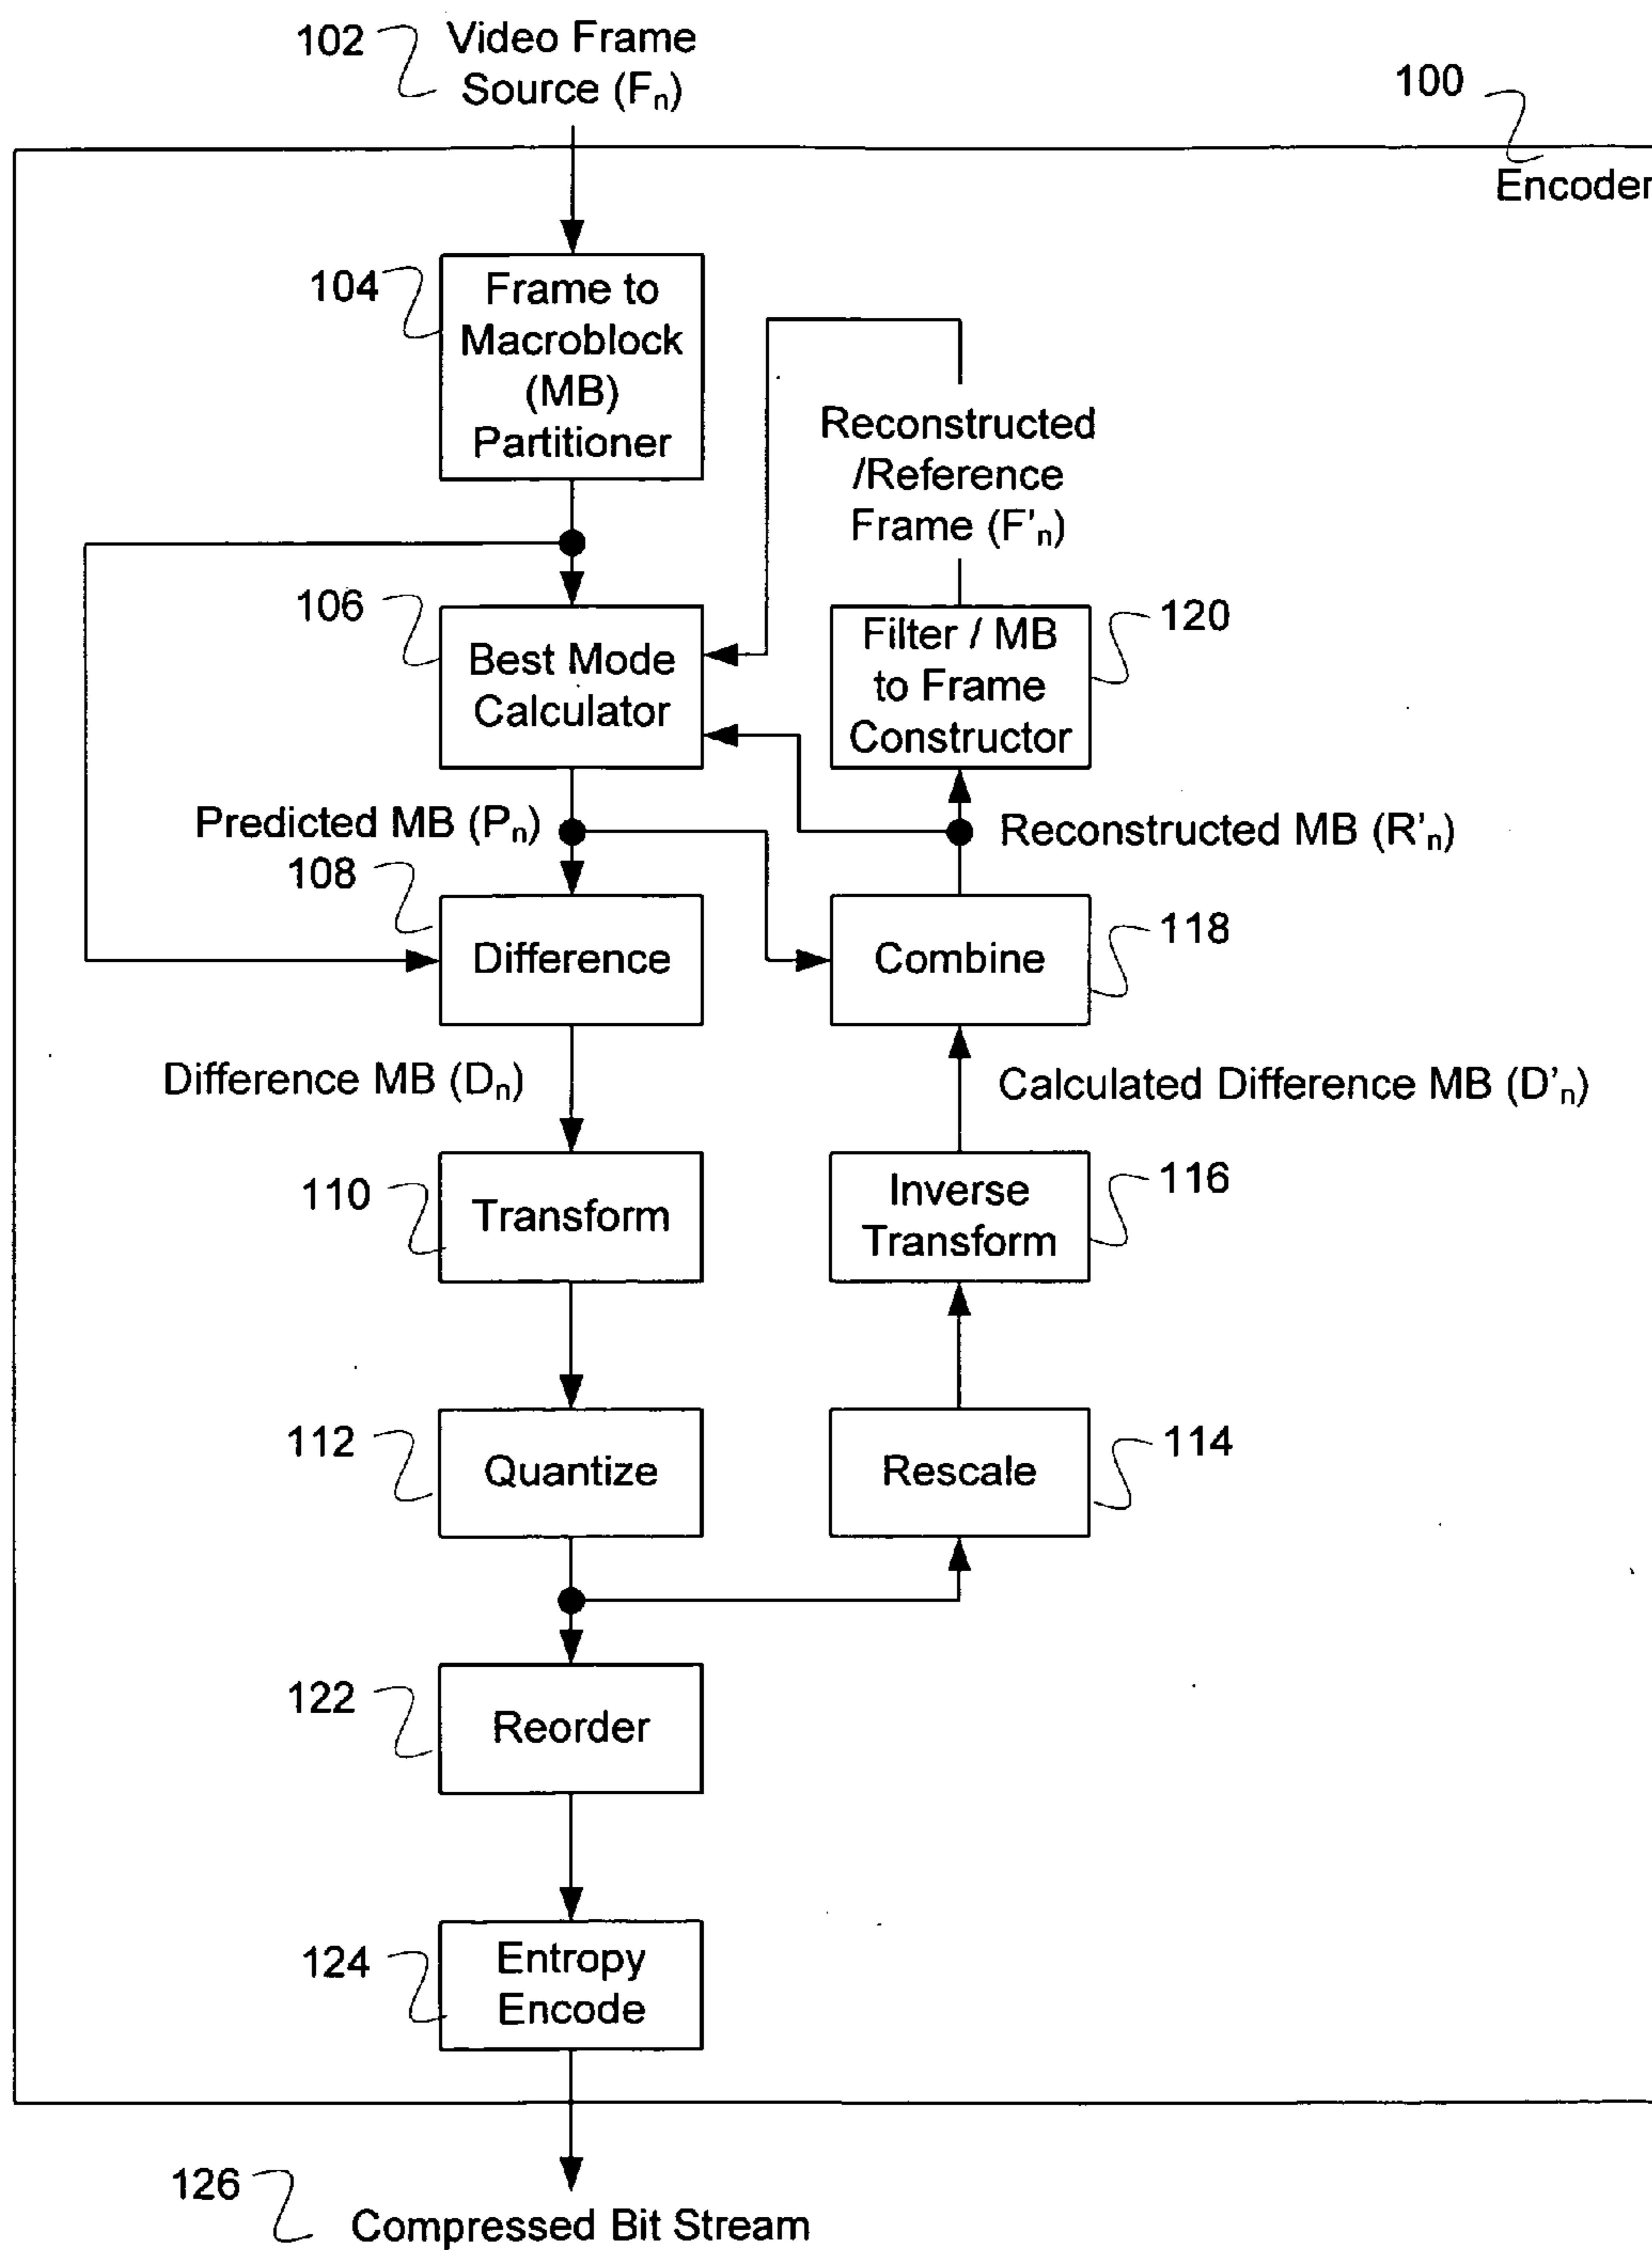 102
Video Frame
Source (Fn)
100
Encoder
104
Frame to
Macroblock
(MB)
Partitioner
Reconstructed
/Reference
Frame (F'n)
106
Best Mode
Calculator
Filter / MB
to Frame
Constructor
120
Predicted MB (Pn)
Reconstructed MB (R'n)
108
Difference
Combine
118
Difference MB (Dn)
Calculated Difference MB (D'n)
110
Transform
Inverse
Transform
116
112
Quantize
Rescale
114
122
Reorder
124
Entropy
Encode
126
Compressed Bit Stream